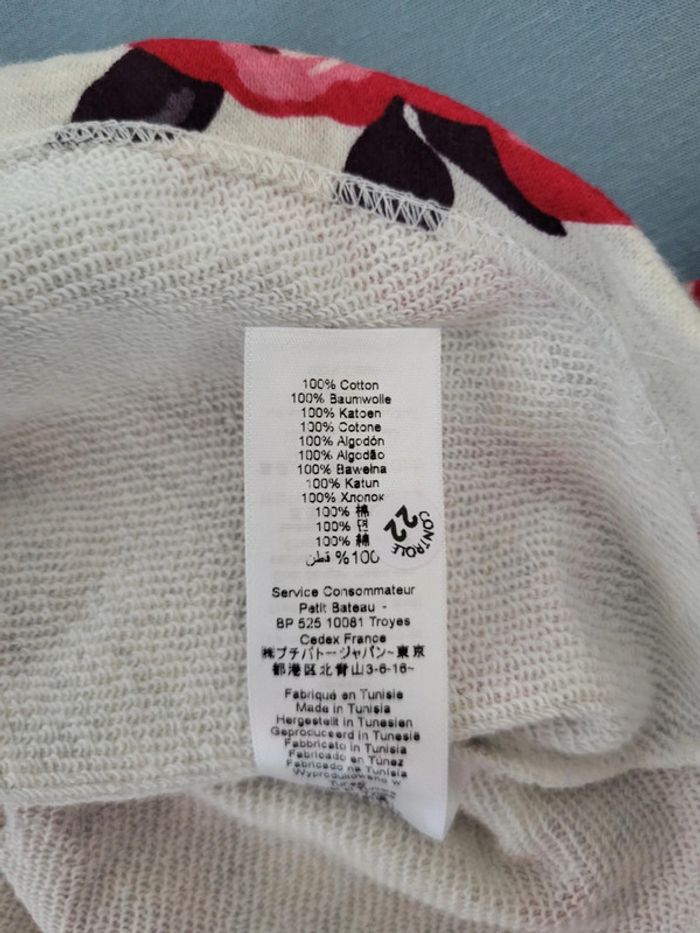 100% Cotton
100% Baumwolle
100% Katoen
100% Cotone
100% Algodón
100% Algodão
100% Bawełna
100% Katun
100% Хлопок
100% 棉
100% 면
100% 綿
100% قطن
CONTROLE
22
Service Consommateur
Petit Bateau -
BP 525 10081 Troyes
Cedex France
㈱プチバトージャパン~東京
都港区北青山3-6-16~
Fabriqué en Tunisie
Made in Tunisia
Hergestellt in Tunesien
Geproduceerd in Tunesië
Fabbricato in Tunisia
Fabricado en Túnez
Fabricado na Tunísia
Wyprodukowano w